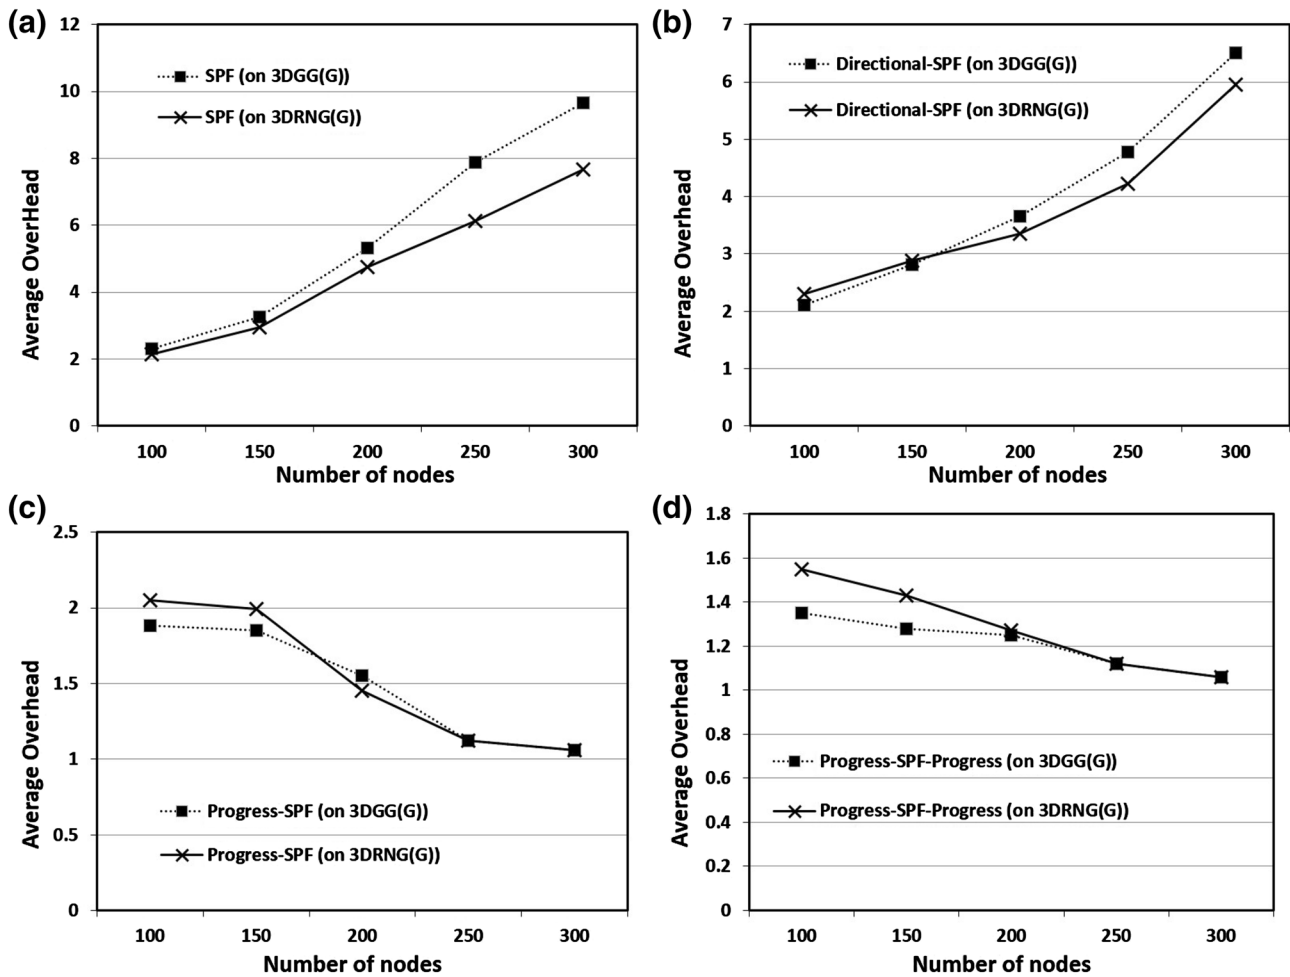 (a)
12
10
8
6
4
2
0
Average OverHead
SPF (on 3DGG(G))
SPF (on 3DRNG(G))
100 150 200 250 300
Number of nodes
(b)
7
6
5
4
3
2
1
0
Average Overhead
Directional-SPF (on 3DGG(G))
Directional-SPF (on 3DRNG(G))
100 150 200 250 300
Number of nodes
(c)
2.5
2
1.5
1
0.5
0
Average Overhead
Progress-SPF (on 3DGG(G))
Progress-SPF (on 3DRNG(G))
100 150 200 250 300
Number of nodes
(d)
1.8
1.6
1.4
1.2
1
0.8
0.6
0.4
0.2
0
Average Overhead
Progress-SPF-Progress (on 3DGG(G))
Progress-SPF-Progress (on 3DRNG(G))
100 150 200 250 300
Number of nodes